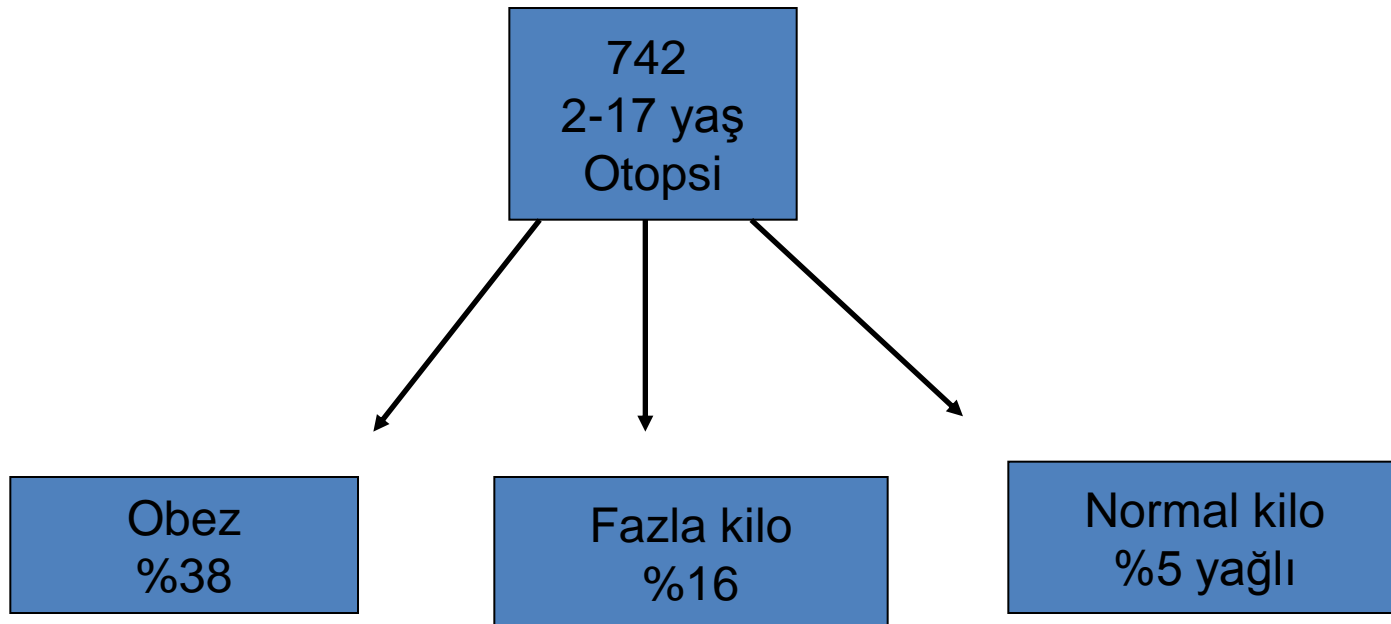 742
2-17 yaş
Otopsi
Obez
%38
Fazla kilo
%16
Normal kilo
%5 yağlı